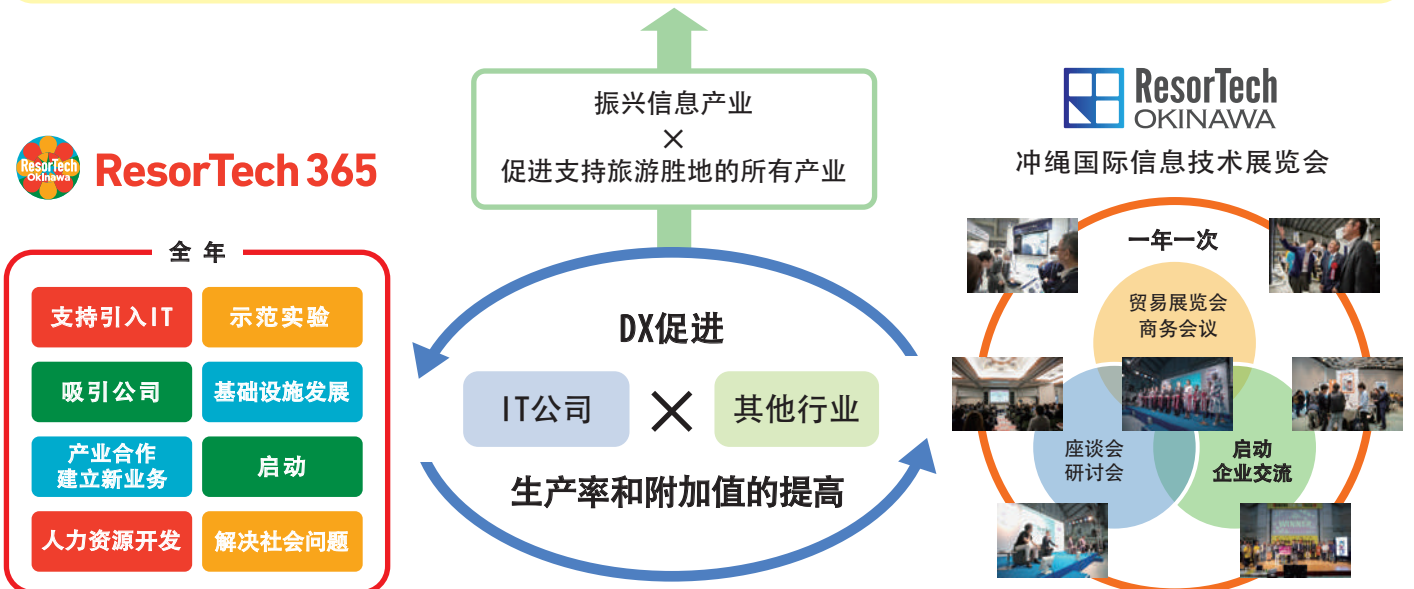 振兴信息产业
×
促进支持旅游胜地的所有产业
ResorTech
Okinawa
ResorTech 365
全年
支持引入IT
示范实验
吸引公司
基础设施发展
产业合作
建立新业务
启动
人力资源开发
解决社会问题
DX促进
IT公司
×
其他行业
生产率和附加值的提高
ResorTech
OKINAWA
冲绳国际信息技术展览会
一年一次
贸易展览会
商务会议
座谈会
研讨会
启动
企业交流
WINNER